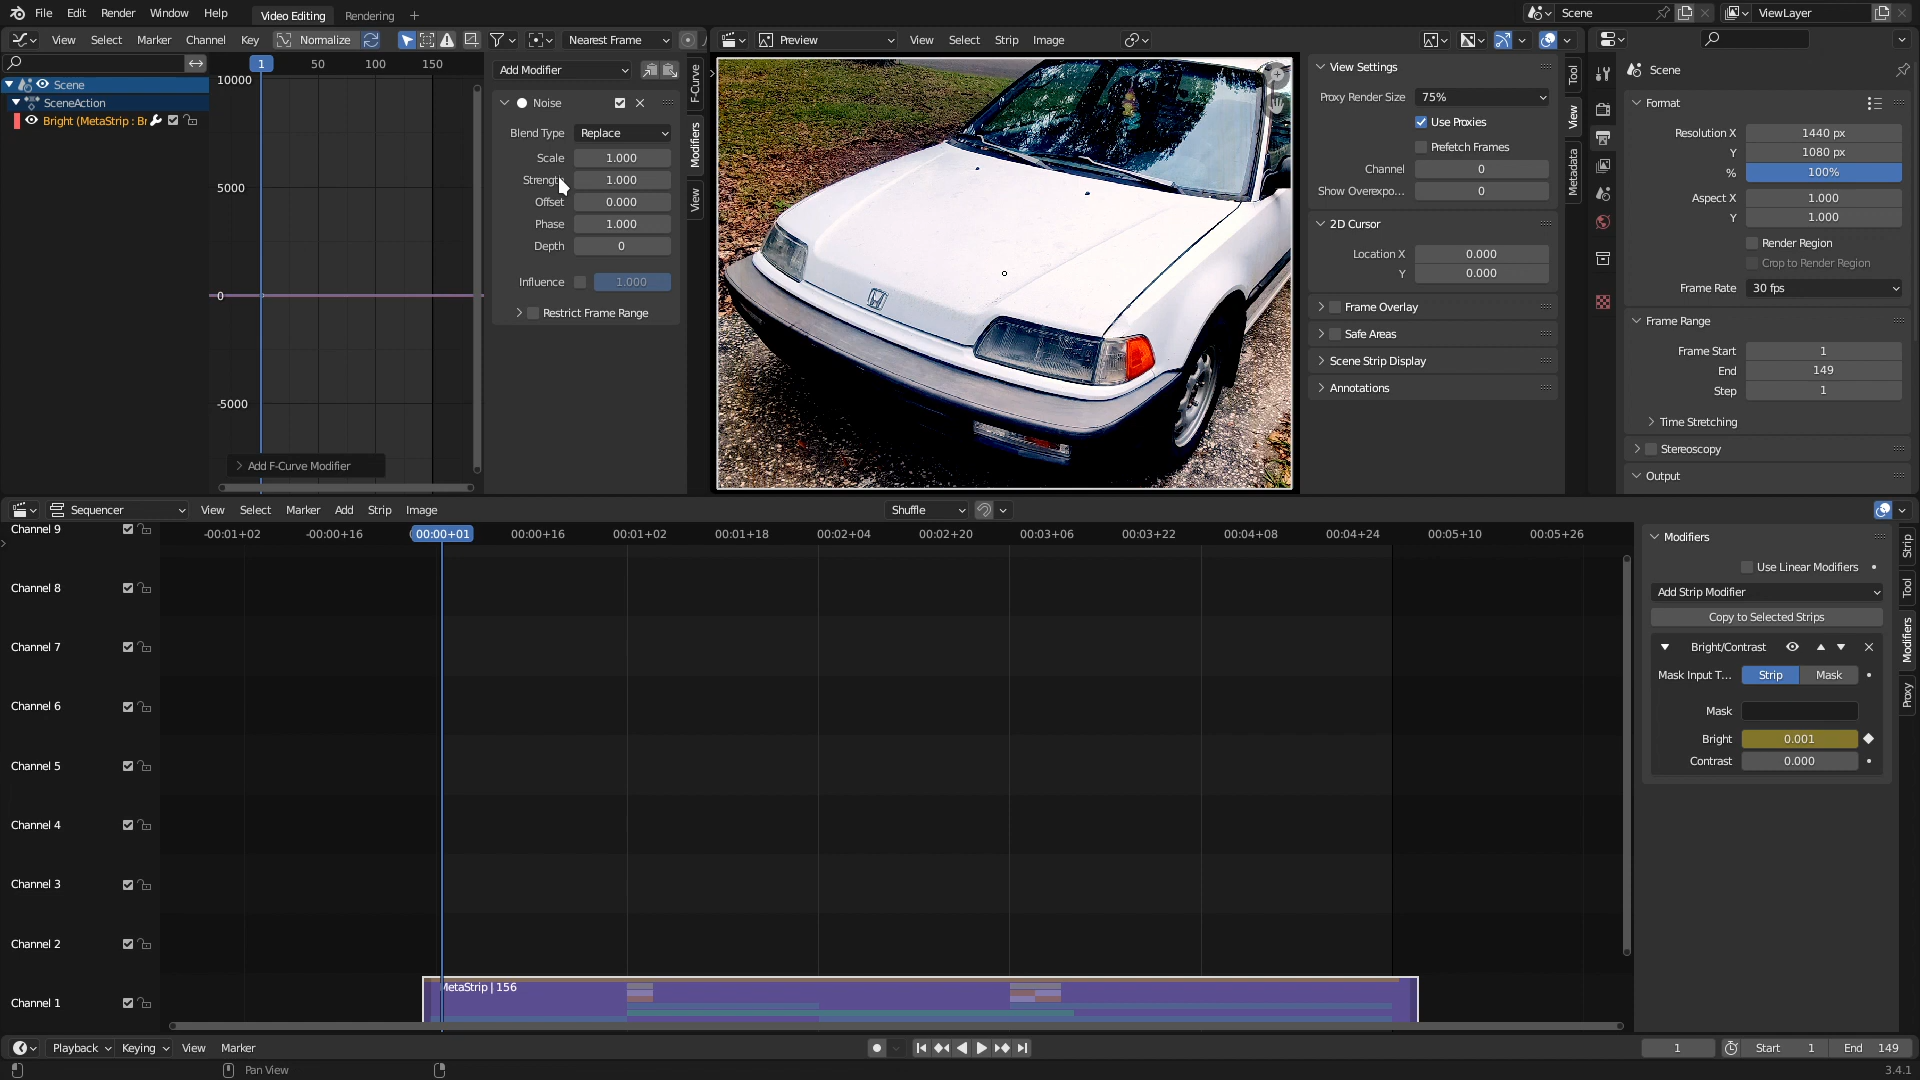 File Edit Render Window Help Video Editing Rendering + Scene ViewLayer
View Select Marker Channel Key Normalize Nearest Frame Preview View Select Strip Image
1 50 100 150
10000
5000
0
-5000
Scene
SceneAction
Bright (MetaStrip : Br
Add F-Curve Modifier
Add Modifier
Noise
Blend Type Replace
Scale 1.000
Strength 1.000
Offset 0.000
Phase 1.000
Depth 0
Influence 1.000
Restrict Frame Range
F-Curve
Modifiers
View
View Settings
Proxy Render Size 75%
Use Proxies
Prefetch Frames
Channel 0
Show Overexpo... 0
2D Cursor
Location X 0.000
Y 0.000
Frame Overlay
Safe Areas
Scene Strip Display
Annotations
Tool
View
Metadata
Scene
Format
Resolution X 1440 px
Y 1080 px
% 100%
Aspect X 1.000
Y 1.000
Render Region
Crop to Render Region
Frame Rate 30 fps
Frame Range
Frame Start 1
End 149
Step 1
Time Stretching
Stereoscopy
Output
Sequencer View Select Marker Add Strip Image Shuffle
-00:01+02 -00:00+16 00:00+01 00:00+16 00:01+02 00:01+18 00:02+04 00:02+20 00:03+06 00:03+22 00:04+08 00:04+24 00:05+10 00:05+26
Channel 9
Channel 8
Channel 7
Channel 6
Channel 5
Channel 4
Channel 3
Channel 2
Channel 1
MetaStrip | 156
Modifiers
Use Linear Modifiers
Add Strip Modifier
Copy to Selected Strips
Bright/Contrast
Mask Input T... Strip Mask
Mask
Bright 0.001
Contrast 0.000
Strip
Tool
Modifiers
Proxy
Playback Keying View Marker 1 Start 1 End 149
Pan View 3.4.1